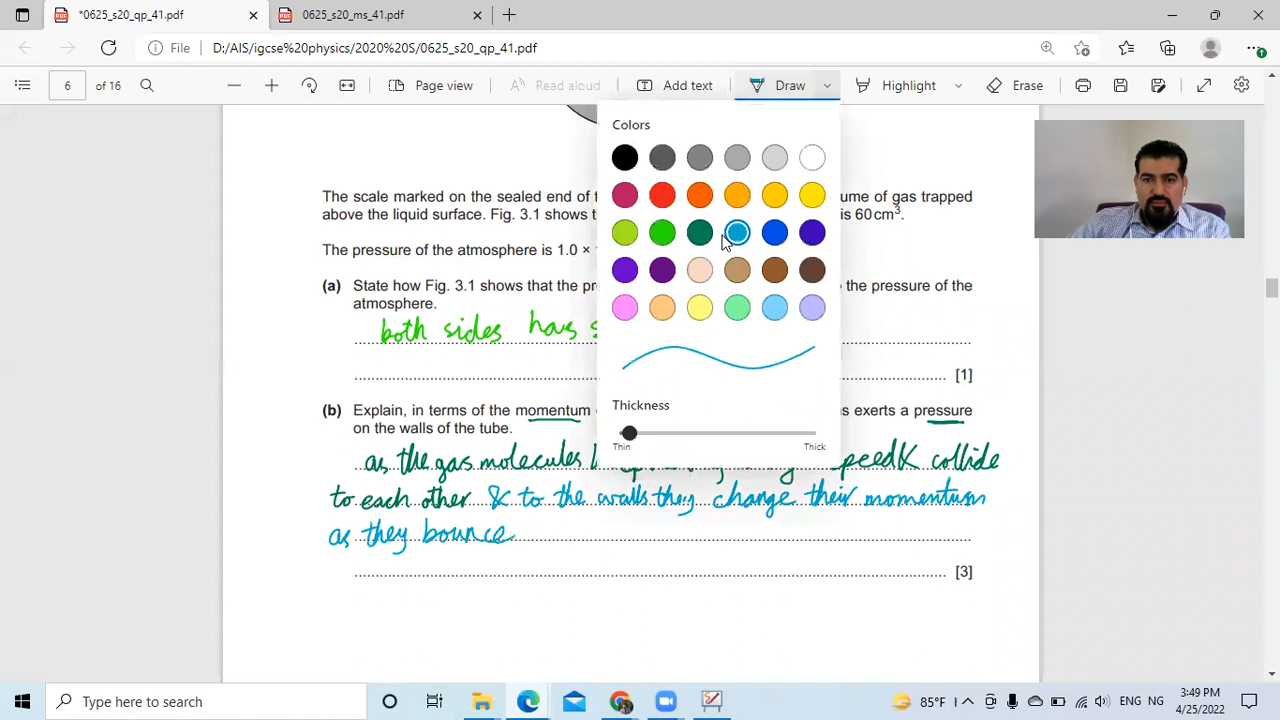 *0625_s20_qp_41.pdf
0625_s20_ms_41.pdf
File D:/AIS/igcse%20physics/2020%20S/0625_s20_qp_41.pdf
6 of 16 Page view Read aloud Add text Draw Highlight Erase
Colors
The scale marked on the sealed end of ume of gas trapped
above the liquid surface. Fig. 3.1 shows is 60 cm³.
The pressure of the atmosphere is 1.0 ×
(a) State how Fig. 3.1 shows that the the pressure of the
atmosphere.
both sides has
[1]
Thickness
Thin Thick
(b) Explain, in terms of the momentum exerts a pressure
on the walls of the tube.
as the gas molecules speed & collide
to each other & to the walls they change their momentum
as they bounce
[3]
Type here to search
85°F ENG NG
3:49 PM
4/25/2022